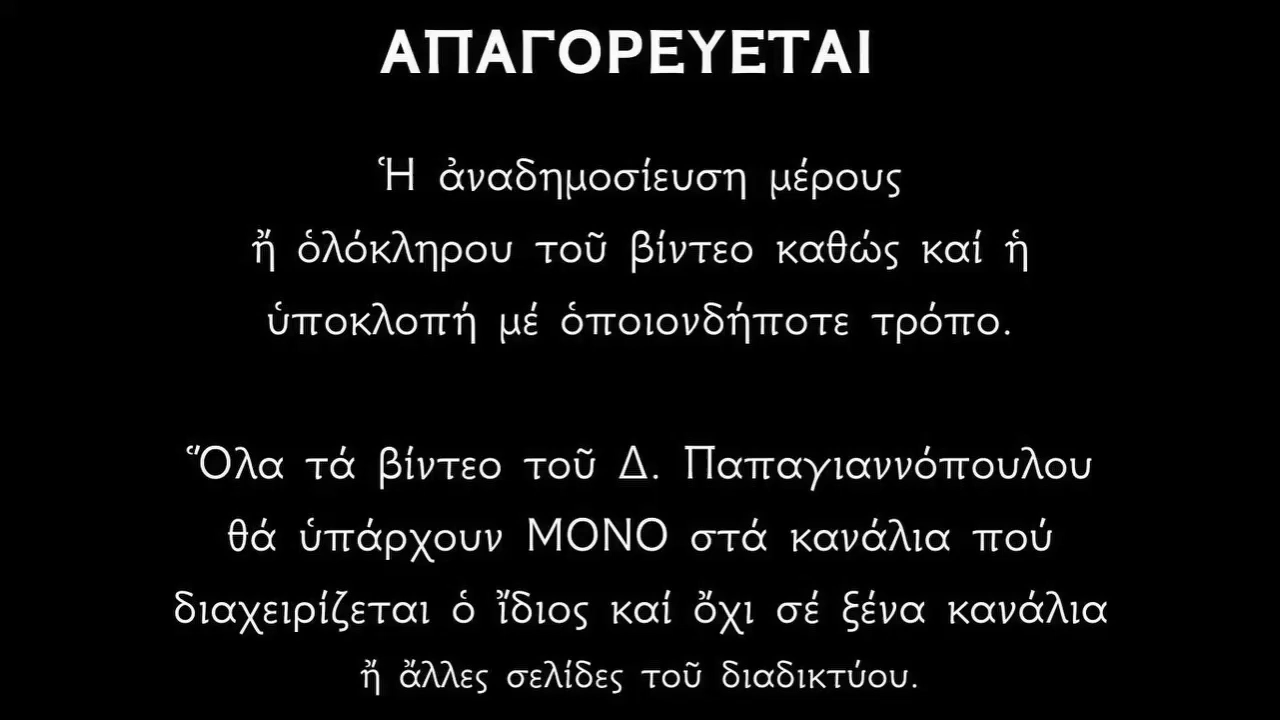 ΑΠΑΓΟΡΕΥΕΤΑΙ
Ἡ ἀναδημοσίευση μέρους
ἤ ὁλόκληρου τοῦ βίντεο καθώς καί ἡ
ὑποκλοπή μέ ὁποιονδήποτε τρόπο.
Ὅλα τά βίντεο τοῦ Δ. Παπαγιαννόπουλου
θά ὑπάρχουν ΜΟΝΟ στά κανάλια πού
διαχειρίζεται ὁ ἴδιος καί ὄχι σέ ξένα κανάλια
ἤ ἄλλες σελίδες τοῦ διαδικτύου.